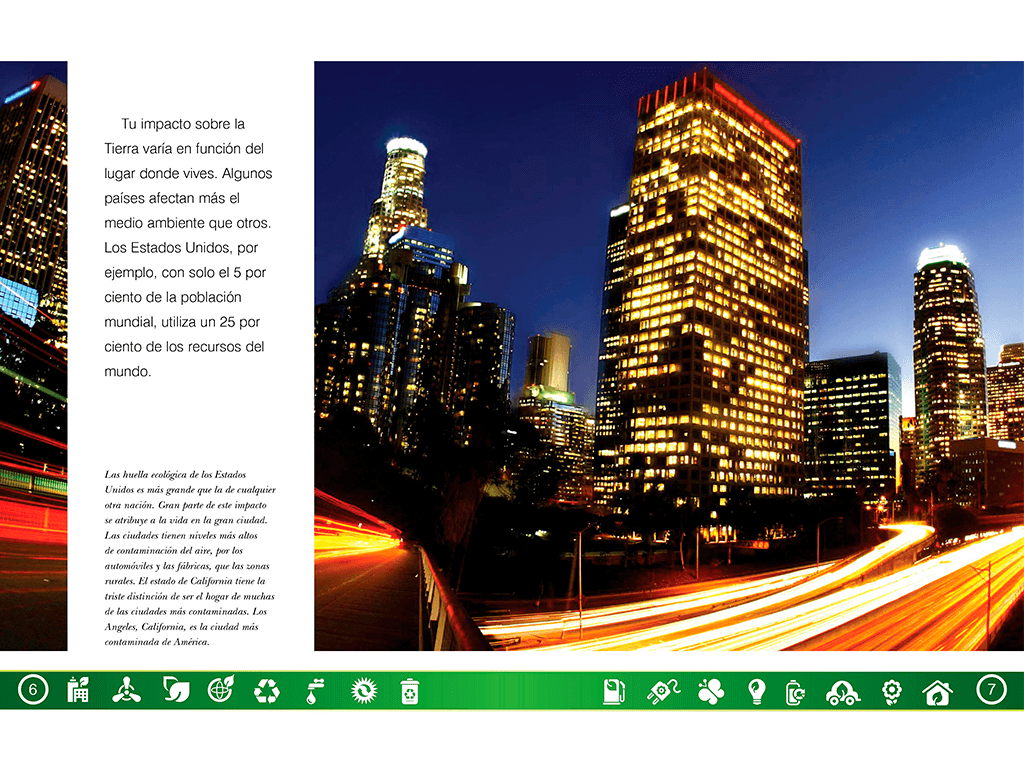 Tu impacto sobre la
Tierra varía en función del
lugar donde vives. Algunos
países afectan más el
medio ambiente que otros.
Los Estados Unidos, por
ejemplo, con solo el 5 por
ciento de la población
mundial, utiliza un 25 por
ciento de los recursos del
mundo.
Las huella ecológica de los Estados
Unidos es más grande que la de cualquier
otra nación. Gran parte de este impacto
se atribuye a la vida en la gran ciudad.
Las ciudades tienen niveles más altos
de contaminación del aire, por los
automóviles y las fábricas, que las zonas
rurales. El estado de California tiene la
triste distinción de ser el hogar de muchas
de las ciudades más contaminadas. Los
Angeles, California, es la ciudad más
contaminada de América.
6
7